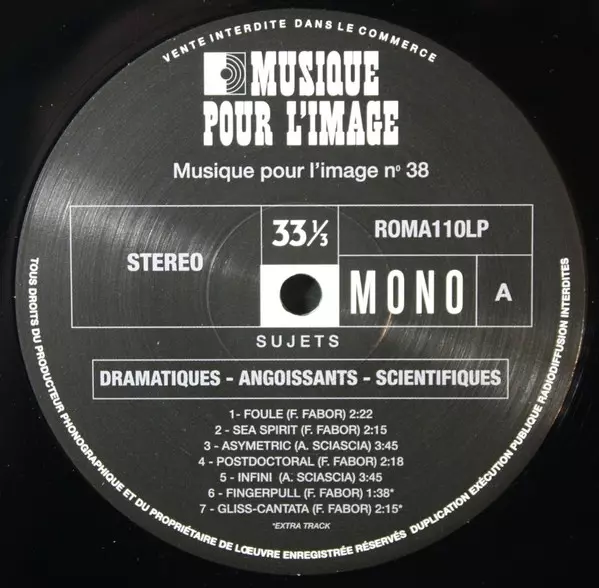 VENTE INTERDITE DANS LE COMMERCE
MUSIQUE
POUR L'IMAGE
Musique pour l'image nº 38
STEREO
33⅓
ROMA110LP
MONO
A
SUJETS
DRAMATIQUES - ANGOISSANTS - SCIENTIFIQUES
1- FOULE (F. FABOR) 2:22
2 - SEA SPIRIT (F. FABOR) 2:15
3 - ASYMETRIC (A. SCIASCIA) 3:45
4 - POSTDOCTORAL (F. FABOR) 2:18
5 - INFINI (A. SCIASCIA) 3:45
6 - FINGERPULL (F. FABOR) 1:38*
7 - GLISS-CANTATA (F. FABOR) 2:15*
*EXTRA TRACK
TOUS DROITS DU PRODUCTEUR PHONOGRAPHIQUE ET DU PROPRIÉTAIRE DE LŒUVRE ENREGISTRÉE RÉSERVÉS DUPLICATION EXÉCUTION PUBLIQUE RADIODIFFUSION INTERDITES